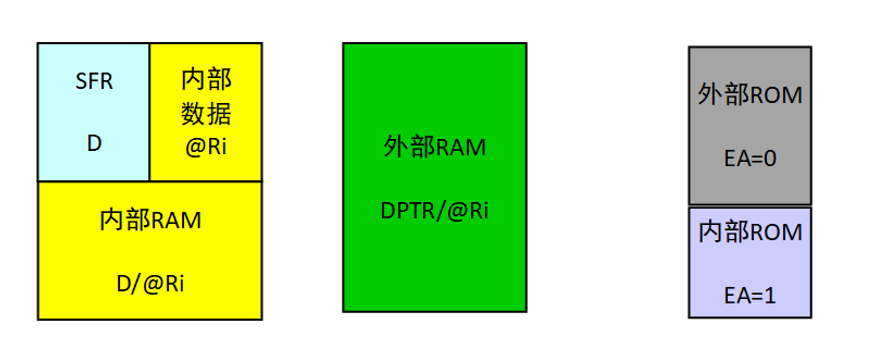 SFR
D
内部
数据
@Ri
内部RAM
D/@Ri
外部RAM
DPTR/@Ri
外部ROM
EA=0
内部ROM
EA=1